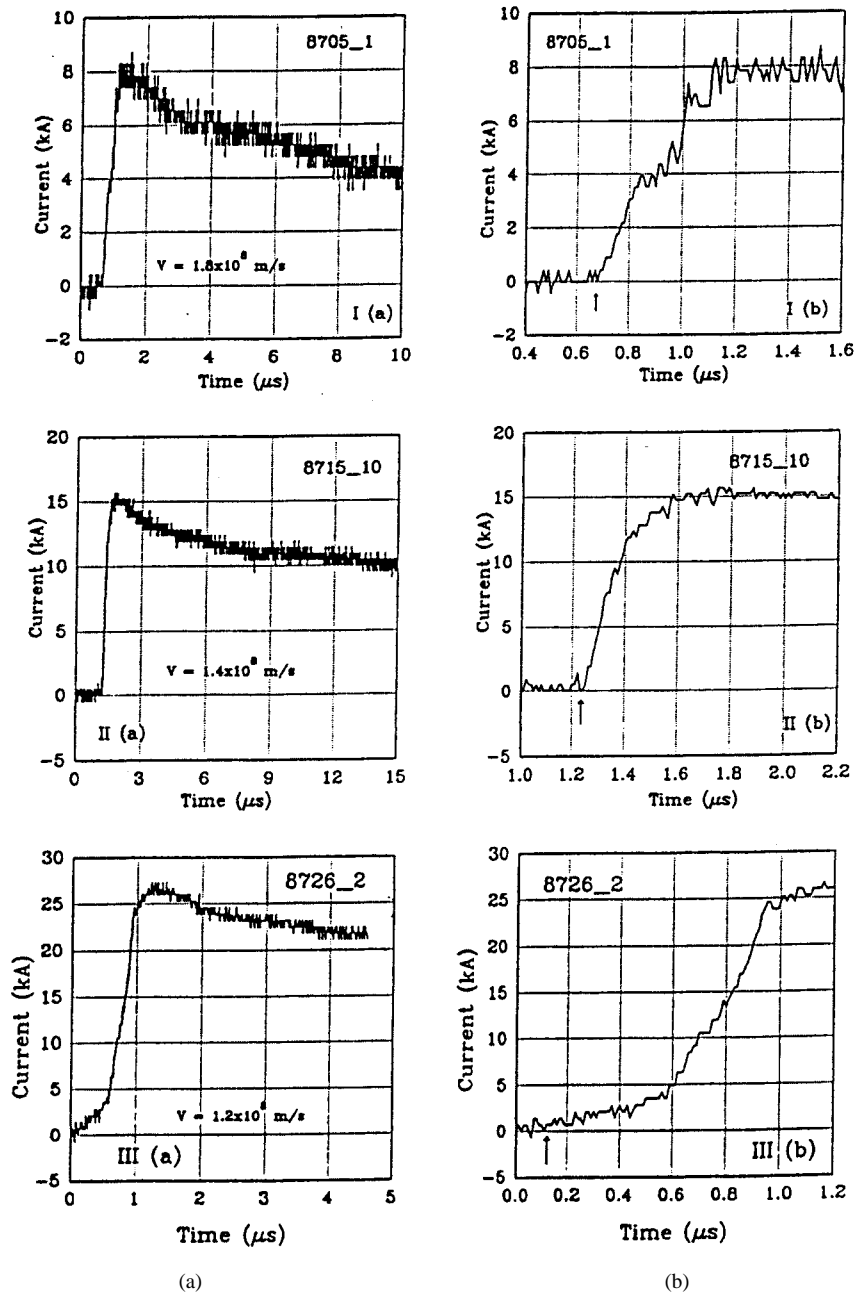 8705_1
Current (kA)
10
8
6
4
2
0
−2
V = 1.8x10⁸ m/s
I (a)
0 2 4 6 8 10
Time (μs)
8705_1
Current (kA)
10
8
6
4
2
0
−2
I (b)
0.4 0.6 0.8 1.0 1.2 1.4 1.6
Time (μs)
8715_10
Current (kA)
20
15
10
5
0
−5
V = 1.4x10⁸ m/s
II (a)
0 3 6 9 12 15
Time (μs)
8715_10
Current (kA)
20
15
10
5
0
−5
II (b)
1.0 1.2 1.4 1.6 1.8 2.0 2.2
Time (μs)
8726_2
Current (kA)
30
25
20
15
10
5
0
−5
V = 1.2x10⁸ m/s
III (a)
0 1 2 3 4 5
Time (μs)
8726_2
Current (kA)
30
25
20
15
10
5
0
−5
III (b)
0.0 0.2 0.4 0.6 0.8 1.0 1.2
Time (μs)
(a)
(b)